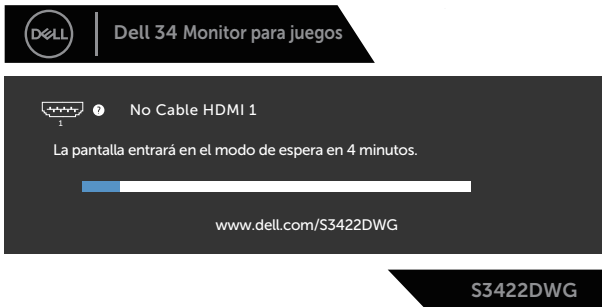 DELL
Dell 34 Monitor para juegos
1 ? No Cable HDMI 1
La pantalla entrará en el modo de espera en 4 minutos.
www.dell.com/S3422DWG
S3422DWG